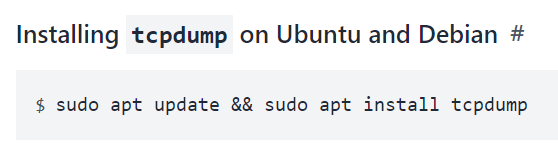 Installing tcpdump on Ubuntu and Debian #
$ sudo apt update && sudo apt install tcpdump